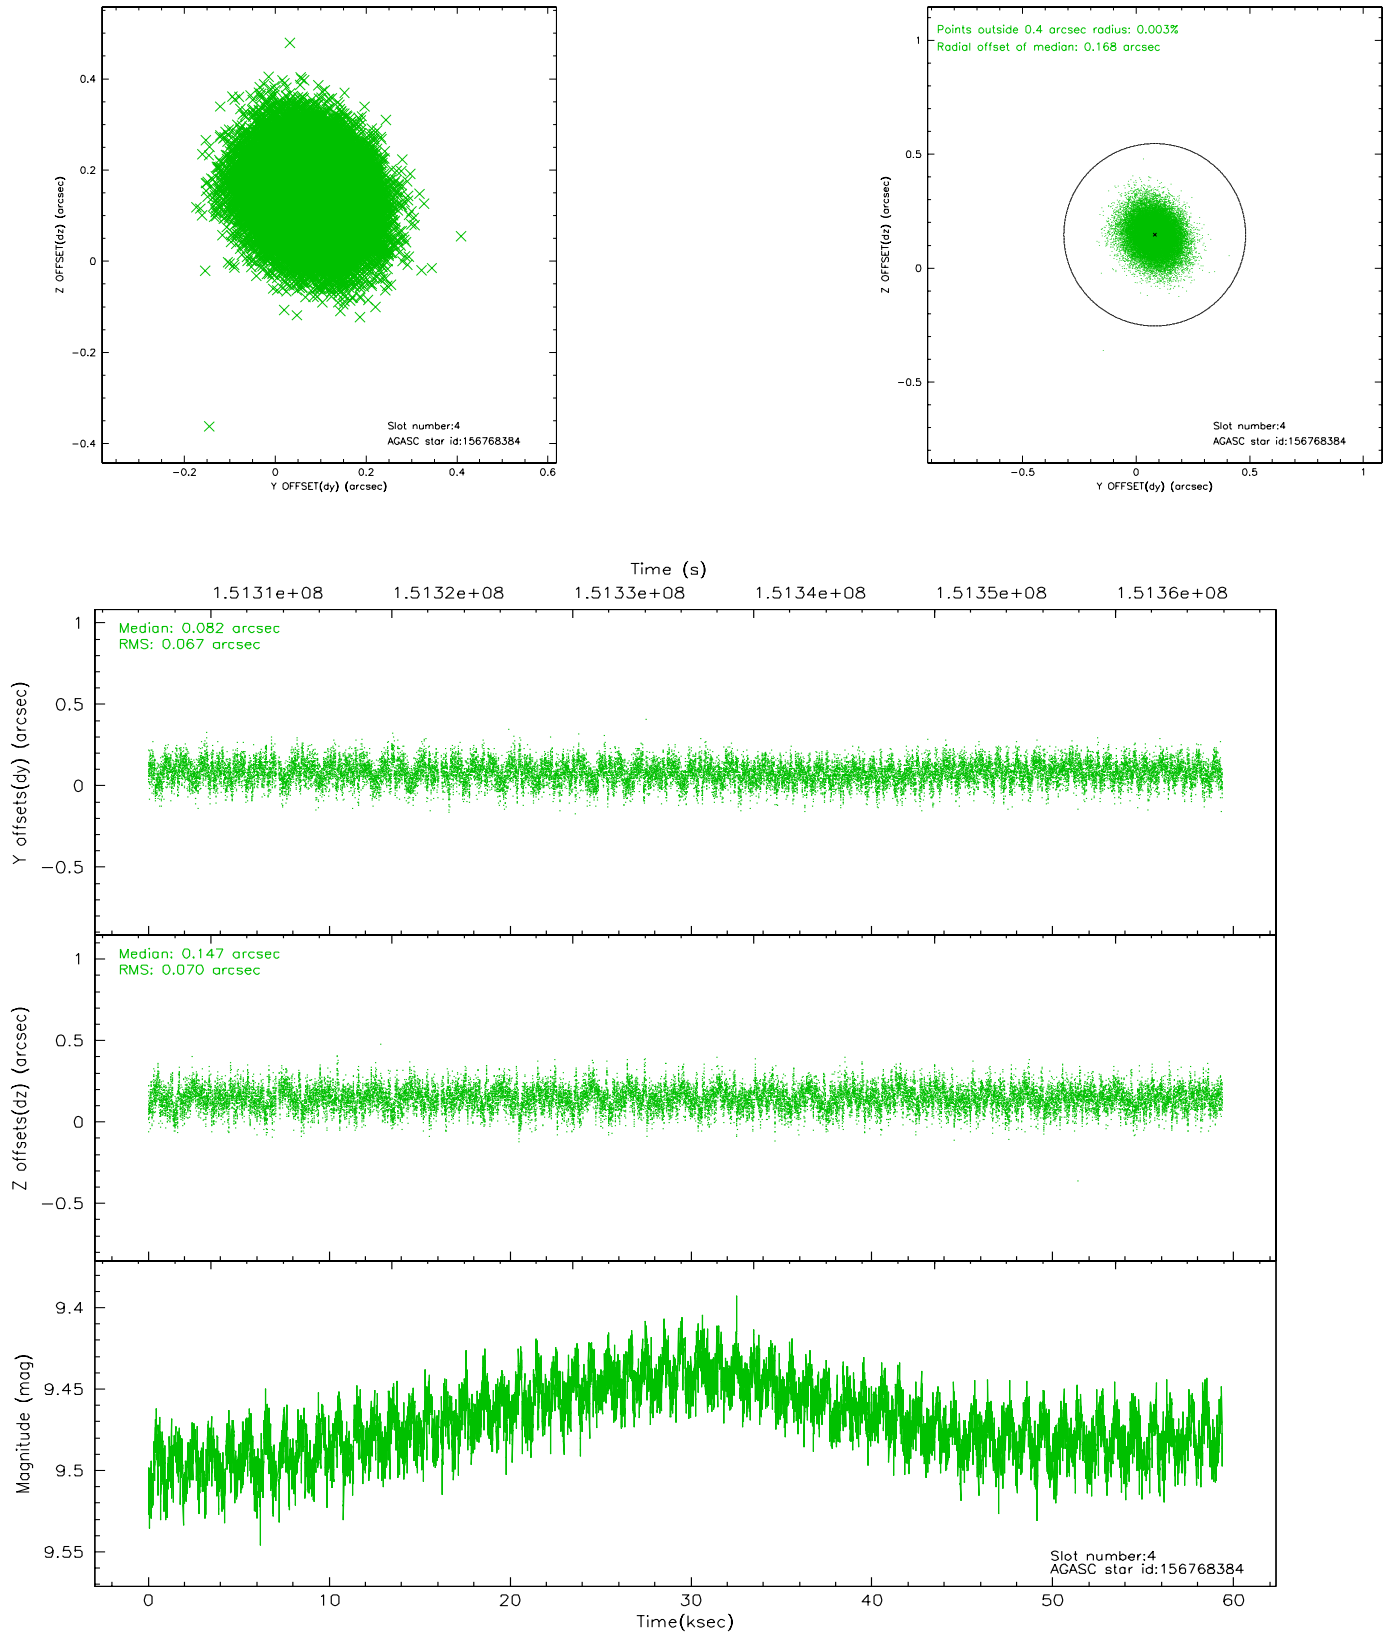 0.4
0.2
0
−0.2
−0.4
Z OFFSET(dz) (arcsec)
Slot number:4
AGASC star id:156768384
−0.2 0 0.2 0.4 0.6
Y OFFSET(dy) (arcsec)
Points outside 0.4 arcsec radius: 0.003%
Radial offset of median: 0.168 arcsec
1
0.5
0
−0.5
Z OFFSET(dz) (arcsec)
Slot number:4
AGASC star id:156768384
−0.5 0 0.5 1
Y OFFSET(dy) (arcsec)
Time (s)
1.5131e+08 1.5132e+08 1.5133e+08 1.5134e+08 1.5135e+08 1.5136e+08
Median: 0.082 arcsec
RMS: 0.067 arcsec
1
0.5
0
−0.5
Y offsets(dy) (arcsec)
Median: 0.147 arcsec
RMS: 0.070 arcsec
1
0.5
0
−0.5
Z offsets(dz) (arcsec)
9.4
9.45
9.5
9.55
Magnitude (mag)
Slot number:4
AGASC star id:156768384
0 10 20 30 40 50 60
Time(ksec)